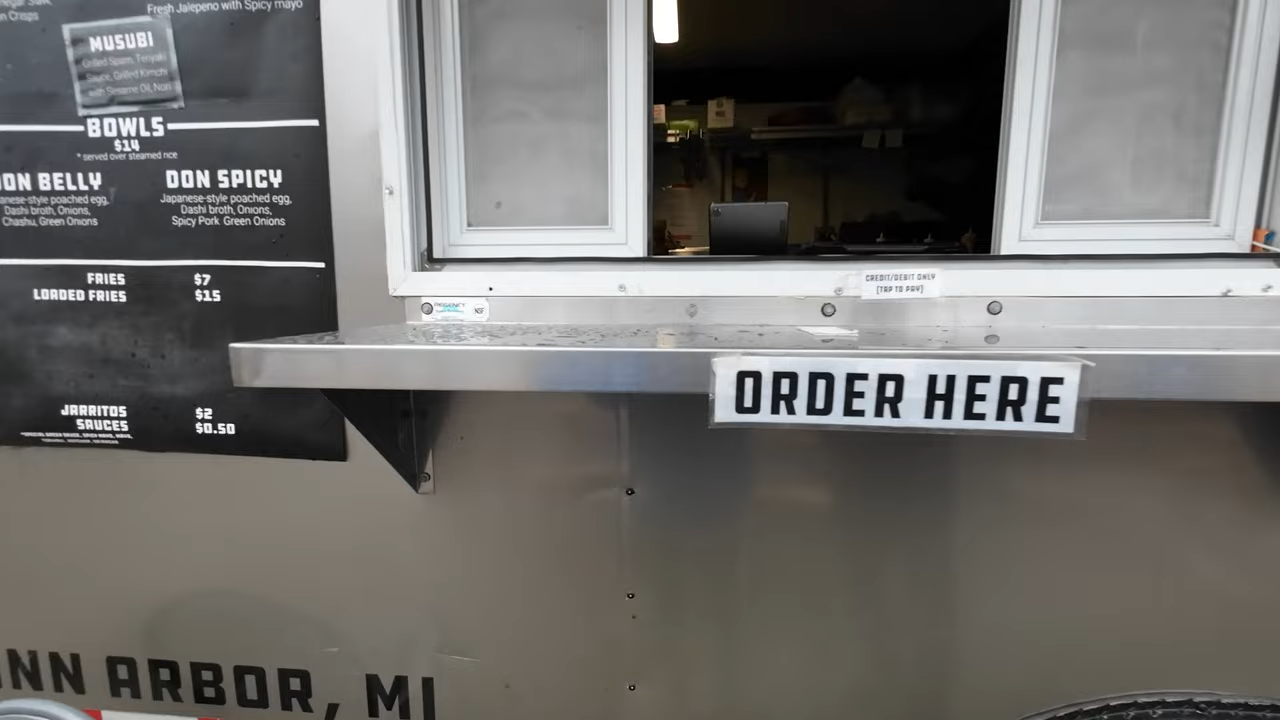 Fresh Jalepeno with Spicy mayo
n Crisps
MUSUBI
Grilled Spam, Teriyaki
Sauce, Grilled Kimchi
with Sesame Oil, Nori
BOWLS
$14
* served over steamed rice
DON BELLY
anese-style poached egg,
Dashi broth, Onions,
Chashu, Green Onions
DON SPICY
Japanese-style poached egg,
Dashi broth, Onions,
Spicy Pork Green Onions
FRIES $7
LOADED FRIES $15
JARRITOS $2
SAUCES $0.50
CREDIT/DEBIT ONLY
(TAP TO PAY)
REGENCY
NSF
ORDER HERE
ANN ARBOR, MI